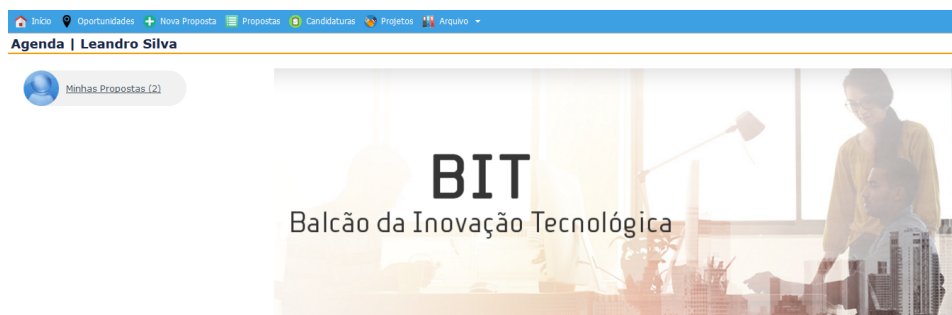 Início Oportunidades Nova Proposta Propostas Candidaturas Projetos Arquivo
Agenda | Leandro Silva
Minhas Propostas (2)
BIT
Balcão da Inovação Tecnológica